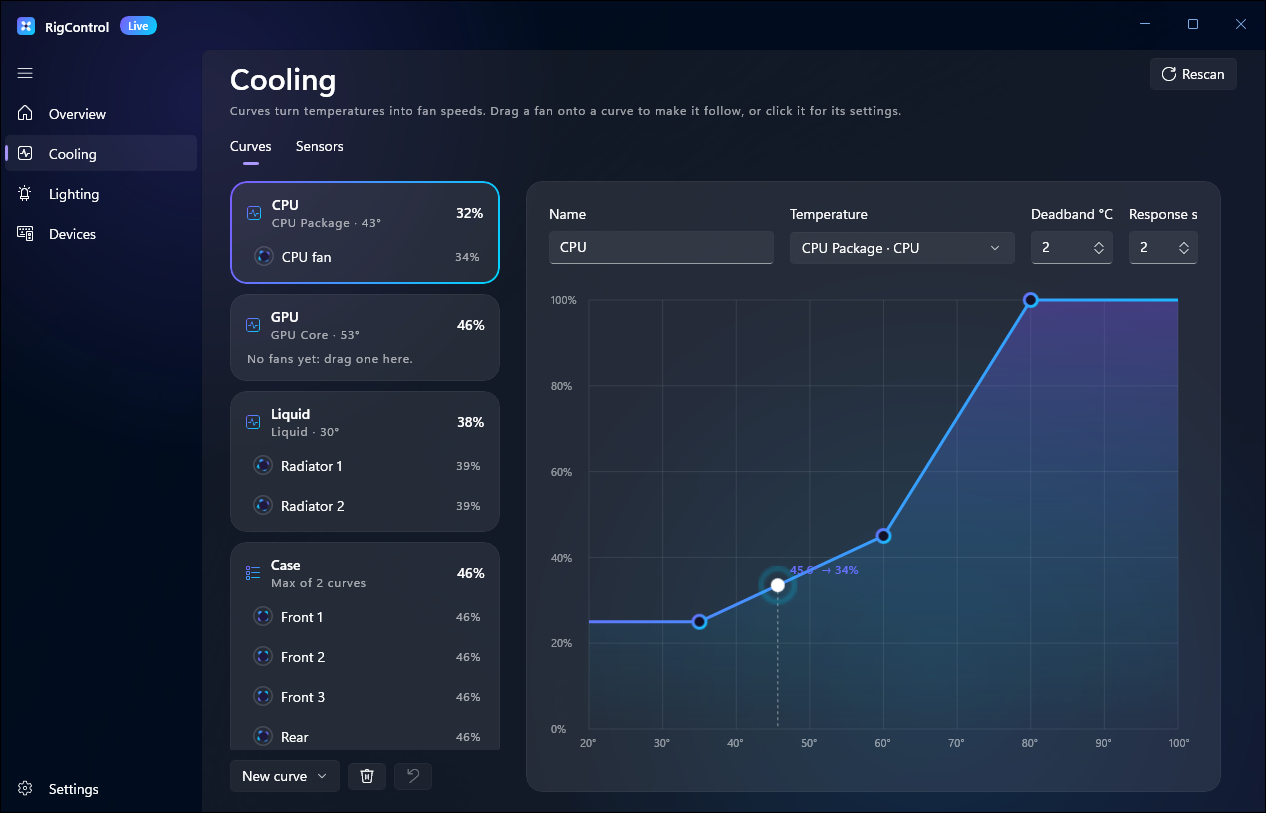 RigControl Live
Overview
Cooling
Lighting
Devices
Settings
Cooling
Rescan
Curves turn temperatures into fan speeds. Drag a fan onto a curve to make it follow, or click it for its settings.
Curves Sensors
CPU
CPU Package · 43°
32%
CPU fan 34%
GPU
GPU Core · 53°
46%
No fans yet: drag one here.
Liquid
Liquid · 30°
38%
Radiator 1 39%
Radiator 2 39%
Case
Max of 2 curves
46%
Front 1 46%
Front 2 46%
Front 3 46%
Rear 46%
New curve
Name Temperature Deadband °C Response s
CPU CPU Package · CPU 2 2
100%
80%
60%
40%
→ 34%
20%
0%
20° 30° 40° 50° 60° 70° 80° 90° 100°